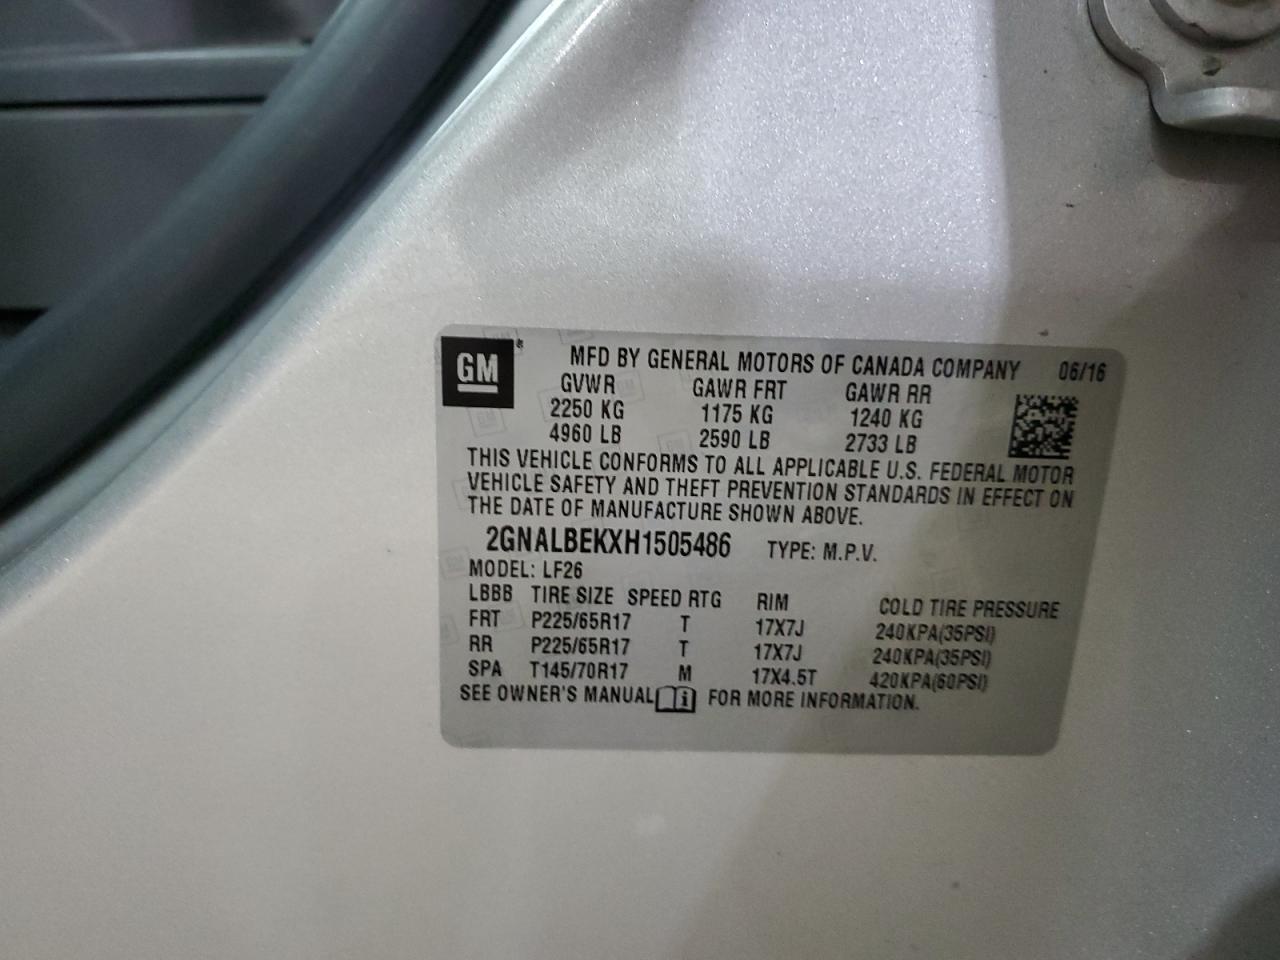 GM
MFD BY GENERAL MOTORS OF CANADA COMPANY 06/16
GVWR GAWR FRT GAWR RR
2250 KG 1175 KG 1240 KG
4960 LB 2590 LB 2733 LB
THIS VEHICLE CONFORMS TO ALL APPLICABLE U.S. FEDERAL MOTOR
VEHICLE SAFETY AND THEFT PREVENTION STANDARDS IN EFFECT ON
THE DATE OF MANUFACTURE SHOWN ABOVE.
2GNALBEKXH1505486 TYPE: M.P.V.
MODEL: LF26
LBBB TIRE SIZE SPEED RTG RIM COLD TIRE PRESSURE
FRT P225/65R17 T 17X7J 240KPA(35PSI)
RR P225/65R17 T 17X7J 240KPA(35PSI)
SPA T145/70R17 M 17X4.5T 420KPA(60PSI)
SEE OWNER'S MANUAL FOR MORE INFORMATION.